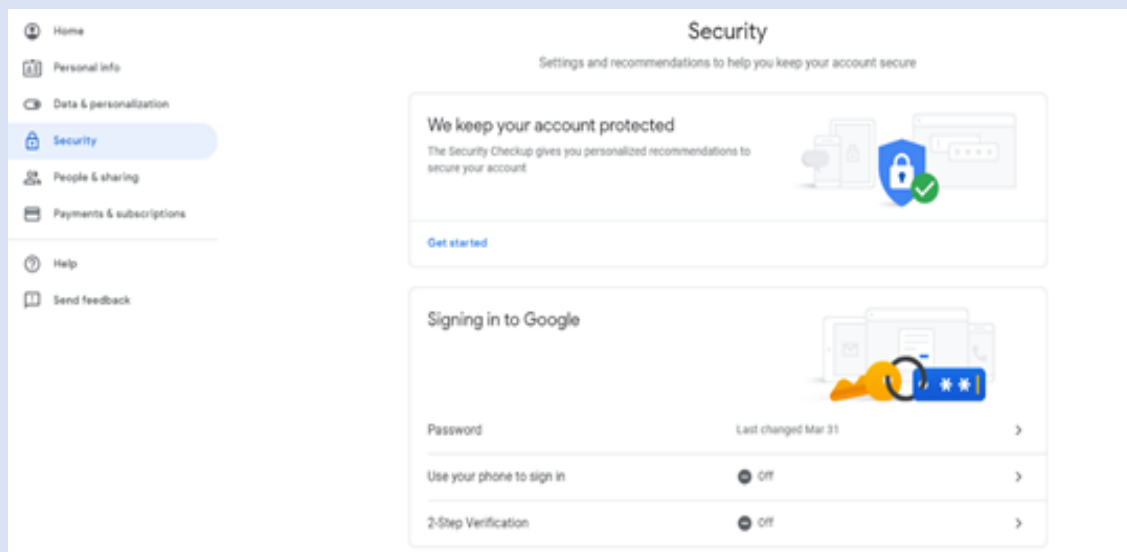 Home
Personal info
Data & personalization
Security
People & sharing
Payments & subscriptions
Help
Send feedback
Security
Settings and recommendations to help you keep your account secure
We keep your account protected
The Security Checkup gives you personalized recommendations to
secure your account
Get started
Signing in to Google
Password Last changed Mar 31
Use your phone to sign in Off
2-Step Verification Off